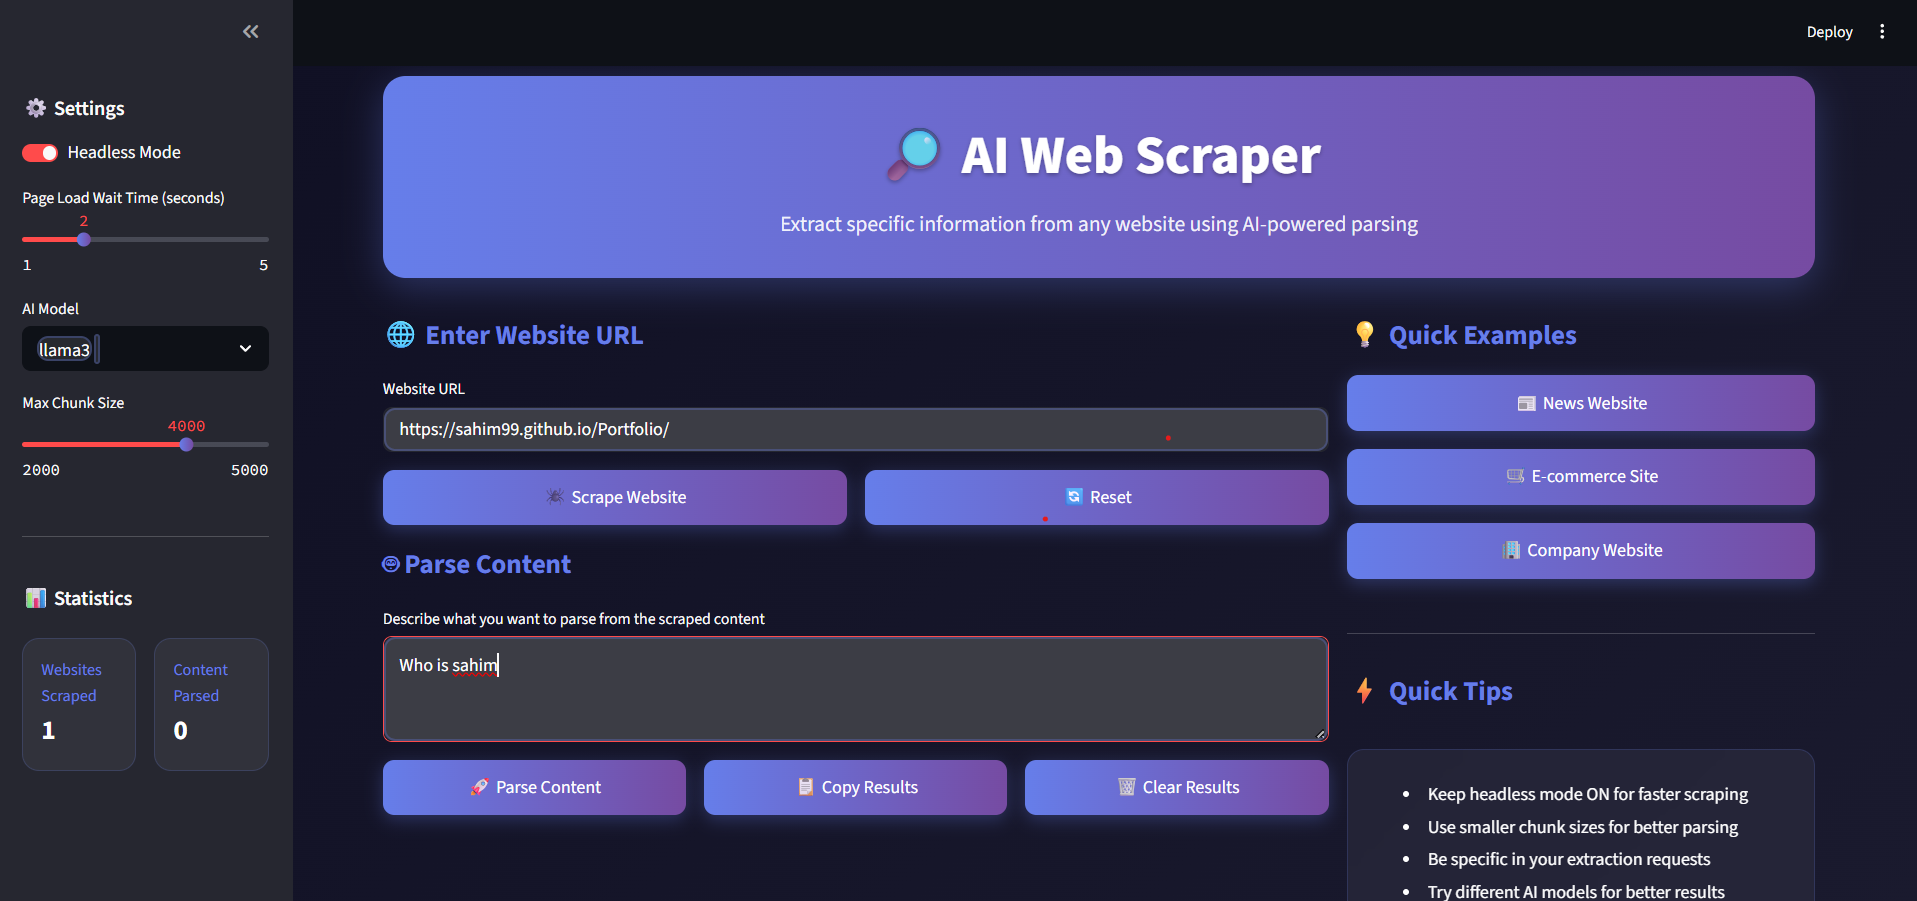 Deploy
Settings
Headless Mode
Page Load Wait Time (seconds)
2
1 5
AI Model
llama3
Max Chunk Size
4000
2000 5000
Statistics
Websites Scraped
1
Content Parsed
0
AI Web Scraper
Extract specific information from any website using AI-powered parsing
Enter Website URL
Website URL
https://sahim99.github.io/Portfolio/
Scrape Website
Reset
Parse Content
Describe what you want to parse from the scraped content
Who is sahim
Parse Content
Copy Results
Clear Results
Quick Examples
News Website
E-commerce Site
Company Website
Quick Tips
Keep headless mode ON for faster scraping
Use smaller chunk sizes for better parsing
Be specific in your extraction requests
Try different AI models for better results